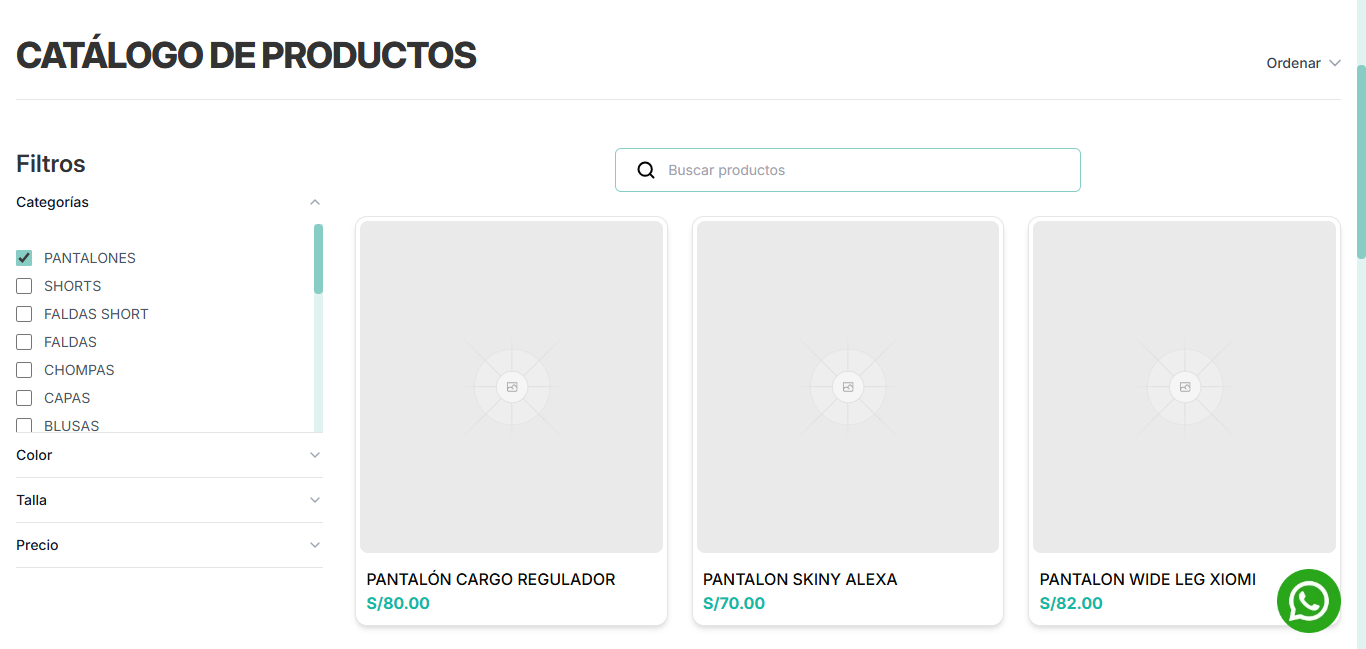 CATÁLOGO DE PRODUCTOS
Ordenar
Filtros
Buscar productos
Categorías
PANTALONES
SHORTS
FALDAS SHORT
FALDAS
CHOMPAS
CAPAS
BLUSAS
Color
Talla
Precio
PANTALÓN CARGO REGULADOR
S/80.00
PANTALON SKINY ALEXA
S/70.00
PANTALON WIDE LEG XIOMI
S/82.00